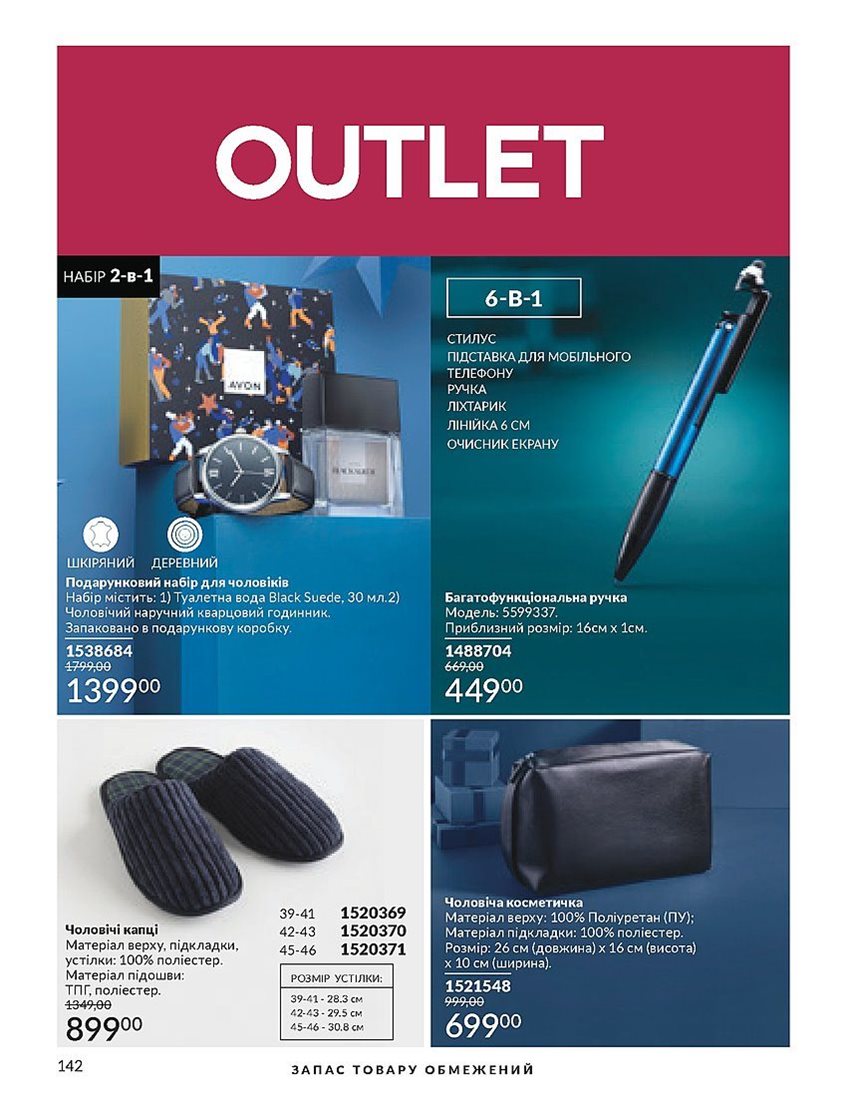 OUTLET
НАБІР 2-в-1
AVON
BLACK SUEDE
ШКІРЯНИЙ ДЕРЕВНИЙ
Подарунковий набір для чоловіків
Набір містить: 1) Туалетна вода Black Suede, 30 мл.2)
Чоловічий наручний кварцовий годинник.
Запаковано в подарункову коробку.
1538684
1799,00
139900
6-В-1
СТИЛУС
ПІДСТАВКА ДЛЯ МОБІЛЬНОГО
ТЕЛЕФОНУ
РУЧКА
ЛІХТАРИК
ЛІНІЙКА 6 СМ
ОЧИСНИК ЕКРАНУ
Багатофункціональна ручка
Модель: 5599337.
Приблизний розмір: 16см х 1см.
1488704
669,00
44900
Чоловічі капці
Матеріал верху, підкладки,
устілки: 100% поліестер.
Матеріал підошви:
ТПГ, поліестер.
1349,00
89900
39-41 1520369
42-43 1520370
45-46 1520371
РОЗМІР УСТІЛКИ:
39-41 - 28.3 см
42-43 - 29.5 см
45-46 - 30.8 см
Чоловіча косметичка
Матеріал верху: 100% Поліуретан (ПУ);
Матеріал підкладки: 100% поліестер.
Розмір: 26 см (довжина) х 16 см (висота)
х 10 см (ширина).
1521548
999,00
69900
142
ЗАПАС ТОВАРУ ОБМЕЖЕНИЙ